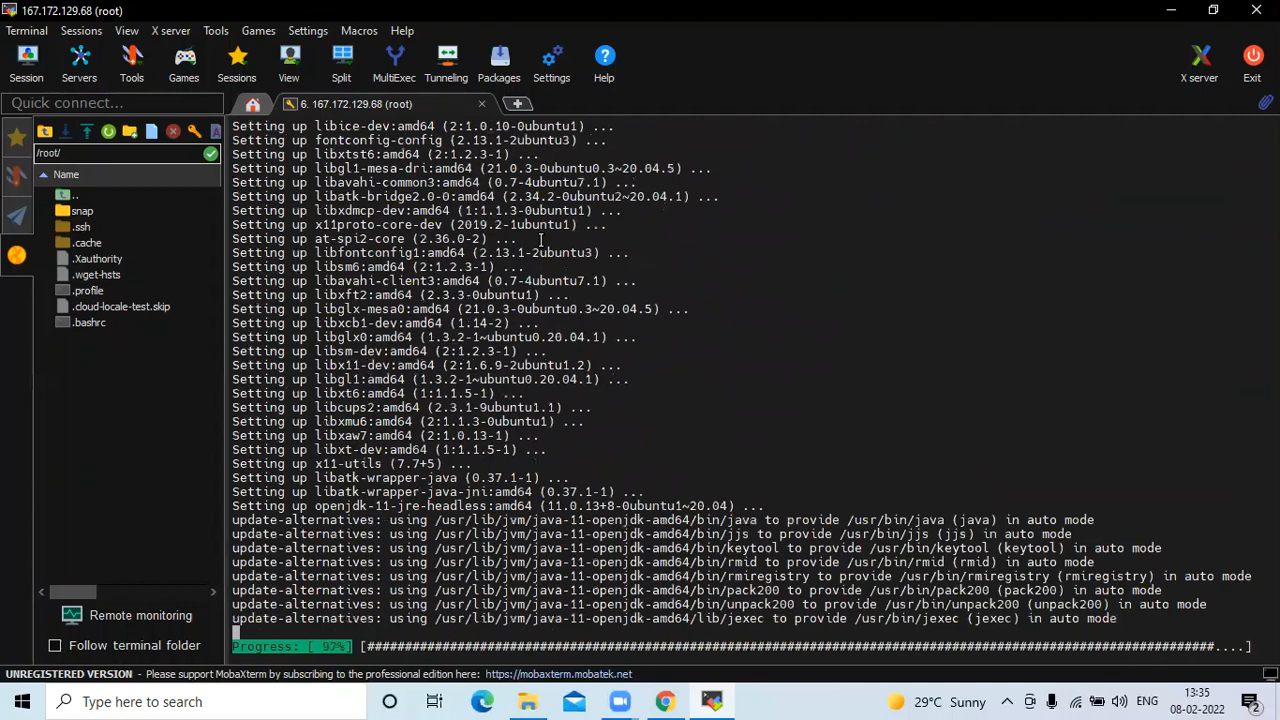 167.172.129.68 (root)
Terminal Sessions View X server Tools Games Settings Macros Help
Session Servers Tools Games Sessions View Split MultiExec Tunneling Packages Settings Help X server Exit
Quick connect...
6. 167.172.129.68 (root)
/root/
Name
..
snap
.ssh
.cache
.Xauthority
.wget-hsts
.profile
.cloud-locale-test.skip
.bashrc
Remote monitoring
Follow terminal folder
Setting up libice-dev:amd64 (2:1.0.10-0ubuntu1) ...
Setting up fontconfig-config (2.13.1-2ubuntu3) ...
Setting up libxtst6:amd64 (2:1.2.3-1) ...
Setting up libgl1-mesa-dri:amd64 (21.0.3-0ubuntu0.3~20.04.5) ...
Setting up libavahi-common3:amd64 (0.7-4ubuntu7.1) ...
Setting up libatk-bridge2.0-0:amd64 (2.34.2-0ubuntu2~20.04.1) ...
Setting up libxdmcp-dev:amd64 (1:1.1.3-0ubuntu1) ...
Setting up x11proto-core-dev (2019.2-1ubuntu1) ...
Setting up at-spi2-core (2.36.0-2) ...
Setting up libfontconfig1:amd64 (2.13.1-2ubuntu3) ...
Setting up libsm6:amd64 (2:1.2.3-1) ...
Setting up libavahi-client3:amd64 (0.7-4ubuntu7.1) ...
Setting up libxft2:amd64 (2.3.3-0ubuntu1) ...
Setting up libglx-mesa0:amd64 (21.0.3-0ubuntu0.3~20.04.5) ...
Setting up libxcb1-dev:amd64 (1.14-2) ...
Setting up libglx0:amd64 (1.3.2-1~ubuntu0.20.04.1) ...
Setting up libsm-dev:amd64 (2:1.2.3-1) ...
Setting up libx11-dev:amd64 (2:1.6.9-2ubuntu1.2) ...
Setting up libgl1:amd64 (1.3.2-1~ubuntu0.20.04.1) ...
Setting up libxt6:amd64 (1:1.1.5-1) ...
Setting up libcups2:amd64 (2.3.1-9ubuntu1.1) ...
Setting up libxmu6:amd64 (2:1.1.3-0ubuntu1) ...
Setting up libxaw7:amd64 (2:1.0.13-1) ...
Setting up libxt-dev:amd64 (1:1.1.5-1) ...
Setting up x11-utils (7.7+5) ...
Setting up libatk-wrapper-java (0.37.1-1) ...
Setting up libatk-wrapper-java-jni:amd64 (0.37.1-1) ...
Setting up openjdk-11-jre-headless:amd64 (11.0.13+8-0ubuntu1~20.04) ...
update-alternatives: using /usr/lib/jvm/java-11-openjdk-amd64/bin/java to provide /usr/bin/java (java) in auto mode
update-alternatives: using /usr/lib/jvm/java-11-openjdk-amd64/bin/jjs to provide /usr/bin/jjs (jjs) in auto mode
update-alternatives: using /usr/lib/jvm/java-11-openjdk-amd64/bin/keytool to provide /usr/bin/keytool (keytool) in auto mode
update-alternatives: using /usr/lib/jvm/java-11-openjdk-amd64/bin/rmid to provide /usr/bin/rmid (rmid) in auto mode
update-alternatives: using /usr/lib/jvm/java-11-openjdk-amd64/bin/rmiregistry to provide /usr/bin/rmiregistry (rmiregistry) in auto mode
update-alternatives: using /usr/lib/jvm/java-11-openjdk-amd64/bin/pack200 to provide /usr/bin/pack200 (pack200) in auto mode
update-alternatives: using /usr/lib/jvm/java-11-openjdk-amd64/bin/unpack200 to provide /usr/bin/unpack200 (unpack200) in auto mode
update-alternatives: using /usr/lib/jvm/java-11-openjdk-amd64/lib/jexec to provide /usr/bin/jexec (jexec) in auto mode
Progress: [ 97%] [#################################################################################################################....]
UNREGISTERED VERSION - Please support MobaXterm by subscribing to the professional edition here: https://mobaxterm.mobatek.net
Type here to search
29°C Sunny
ENG
13:35
08-02-2022
2